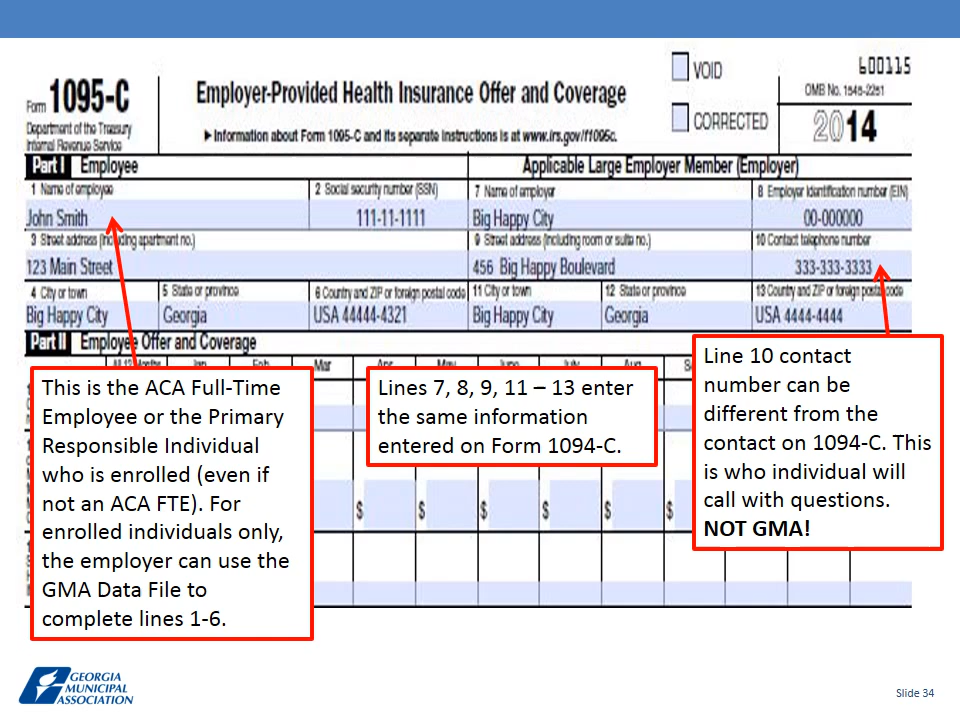 VOID
600115
Form 1095-C
Employer-Provided Health Insurance Offer and Coverage
OMB No. 1545-2251
Department of the Treasury
Internal Revenue Service
▶ Information about Form 1095-C and its separate instructions is at www.irs.gov/f1095c.
CORRECTED
2014
Part I Employee
Applicable Large Employer Member (Employer)
1 Name of employee
2 Social security number (SSN)
7 Name of employer
8 Employer identification number (EIN)
John Smith
111-11-1111
Big Happy City
00-000000
3 Street address (including apartment no.)
9 Street address (including room or suite no.)
10 Contact telephone number
123 Main Street
456 Big Happy Boulevard
333-333-3333
4 City or town
5 State or province
6 Country and ZIP or foreign postal code
11 City or town
12 State or province
13 Country and ZIP or foreign postal code
Big Happy City
Georgia
USA 44444-4321
Big Happy City
Georgia
USA 4444-4444
Part II Employee Offer and Coverage
Mar
This is the ACA Full-Time
Employee or the Primary
Responsible Individual
who is enrolled (even if
not an ACA FTE). For
enrolled individuals only,
the employer can use the
GMA Data File to
complete lines 1-6.
Lines 7, 8, 9, 11 – 13 enter
the same information
entered on Form 1094-C.
Line 10 contact
number can be
different from the
contact on 1094-C. This
is who individual will
call with questions.
NOT GMA!
$ $ $ $ $ $
GEORGIA
MUNICIPAL
ASSOCIATION
Slide 34